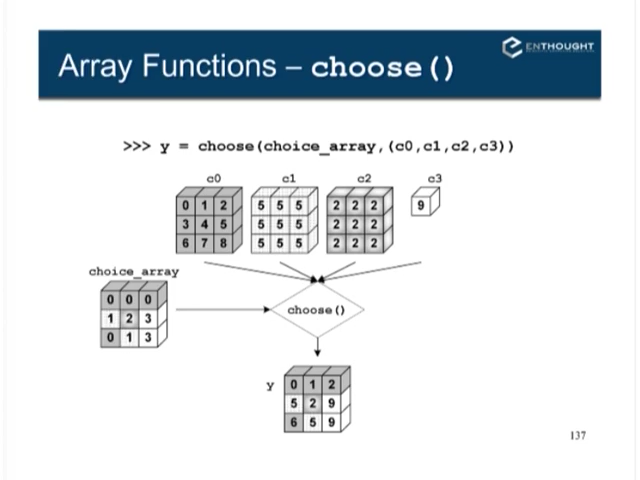 ENTHOUGHT
Array Functions – choose()
>>> y = choose(choice_array,(c0,c1,c2,c3))
c0 c1 c2 c3
0 1 2 5 5 5 2 2 2 9
3 4 5 5 5 5 2 2 2
6 7 8 5 5 5 2 2 2
choice_array
0 0 0
1 2 3
0 1 3
choose()
y 0 1 2
5 2 9
6 5 9
137